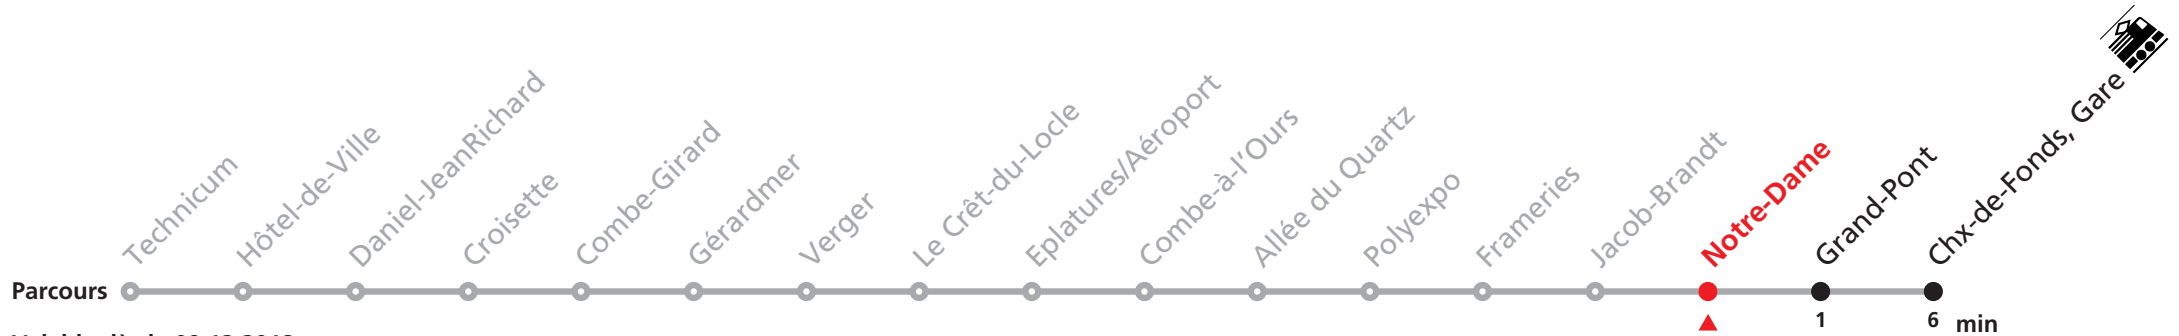 Technicum
Hôtel-de-Ville
Daniel-JeanRichard
Croisette
Combe-Girard
Gérardmer
Verger
Le Crêt-du-Locle
Eplatures/Aéroport
Combe-à-l'Ours
Allée du Quartz
Polyexpo
Frameries
Jacob-Brandt
Notre-Dame
Grand-Pont
Chx-de-Fonds, Gare
Parcours
1 6 min